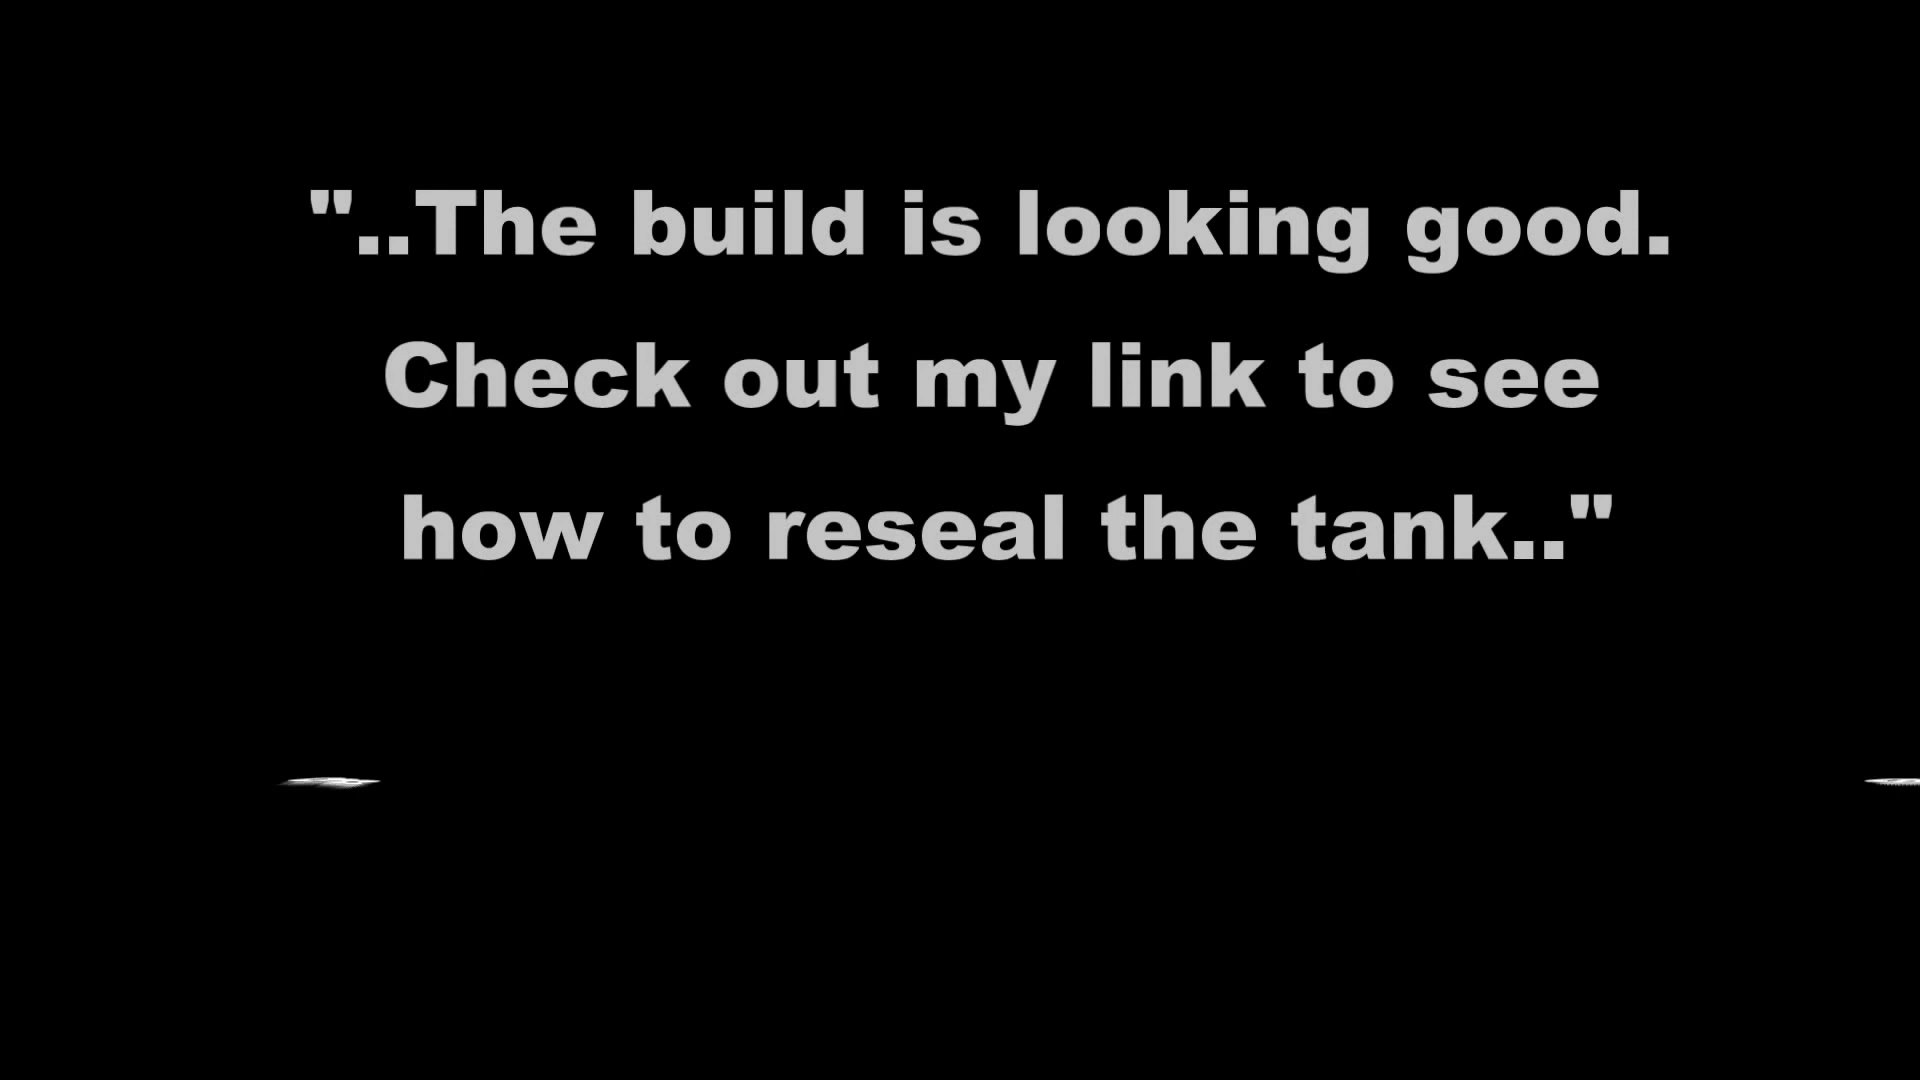 "..The build is looking good.
Check out my link to see
how to reseal the tank.."